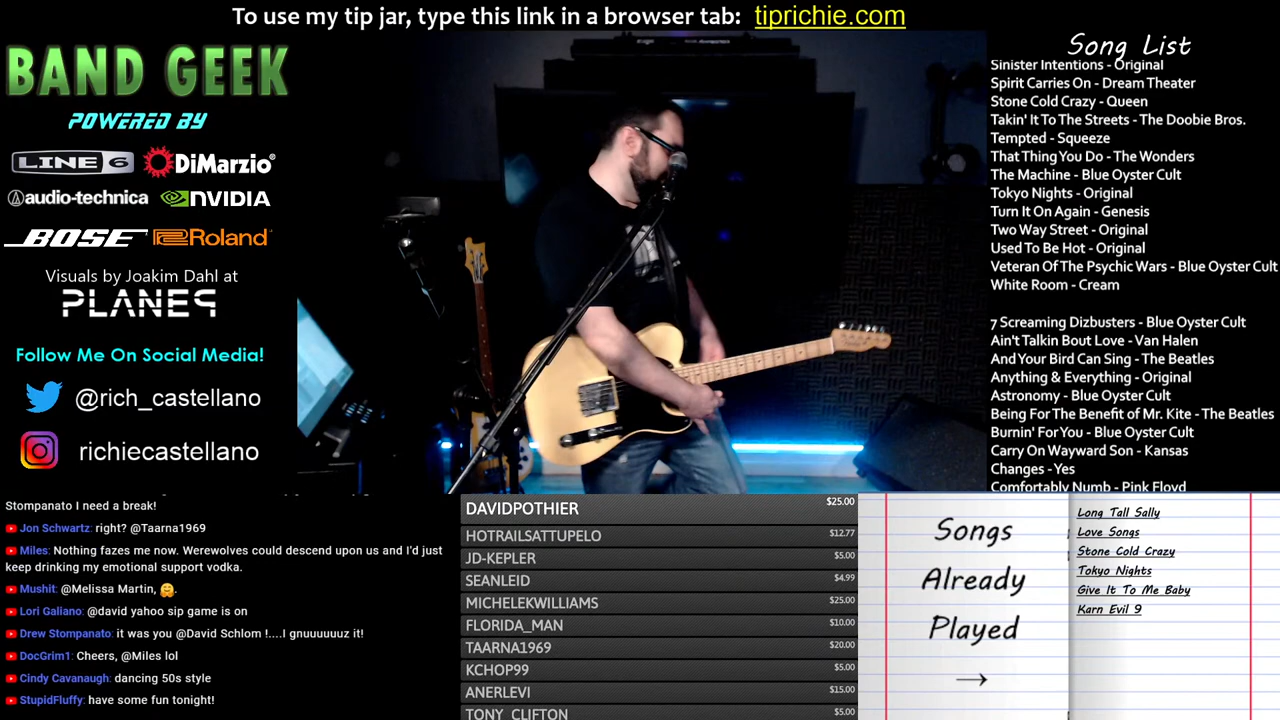 To use my tip jar, type this link in a browser tab: tiprichie.com
BAND GEEK
POWERED BY
LINE 6
DiMarzio®
audio-technica
NVIDIA
BOSE
Roland
Visuals by Joakim Dahl at
PLANE9
Follow Me On Social Media!
@rich_castellano
richiecastellano
Song List
Sinister Intentions - Original
Spirit Carries On - Dream Theater
Stone Cold Crazy - Queen
Takin' It To The Streets - The Doobie Bros.
Tempted - Squeeze
That Thing You Do - The Wonders
The Machine - Blue Oyster Cult
Tokyo Nights - Original
Turn It On Again - Genesis
Two Way Street - Original
Used To Be Hot - Original
Veteran Of The Psychic Wars - Blue Oyster Cult
White Room - Cream
7 Screaming Dizbusters - Blue Oyster Cult
Ain't Talkin Bout Love - Van Halen
And Your Bird Can Sing - The Beatles
Anything & Everything - Original
Astronomy - Blue Oyster Cult
Being For The Benefit of Mr. Kite - The Beatles
Burnin' For You - Blue Oyster Cult
Carry On Wayward Son - Kansas
Changes - Yes
Comfortably Numb - Pink Floyd
Stompanato I need a break!
Jon Schwartz: right? @Taarna1969
Miles: Nothing fazes me now. Werewolves could descend upon us and I'd just
keep drinking my emotional support vodka.
Mushit: @Melissa Martin, 🤗.
Lori Galiano: @david yahoo sip game is on
Drew Stompanato: it was you @David Schlom !....I gnuuuuuuz it!
DocGrim1: Cheers, @Miles lol
Cindy Cavanaugh: dancing 50s style
StupidFluffy: have some fun tonight!
DAVIDPOTHIER $25.00
HOTRAILSATTUPELO $12.77
JD-KEPLER $5.00
SEANLEID $4.99
MICHELEKWILLIAMS $25.00
FLORIDA_MAN $10.00
TAARNA1969 $20.00
KCHOP99 $5.00
ANERLEVI $15.00
TONY_CLIFTON $5.00
Songs
Already
Played
→
Long Tall Sally
Love Songs
Stone Cold Crazy
Tokyo Nights
Give It To Me Baby
Karn Evil 9